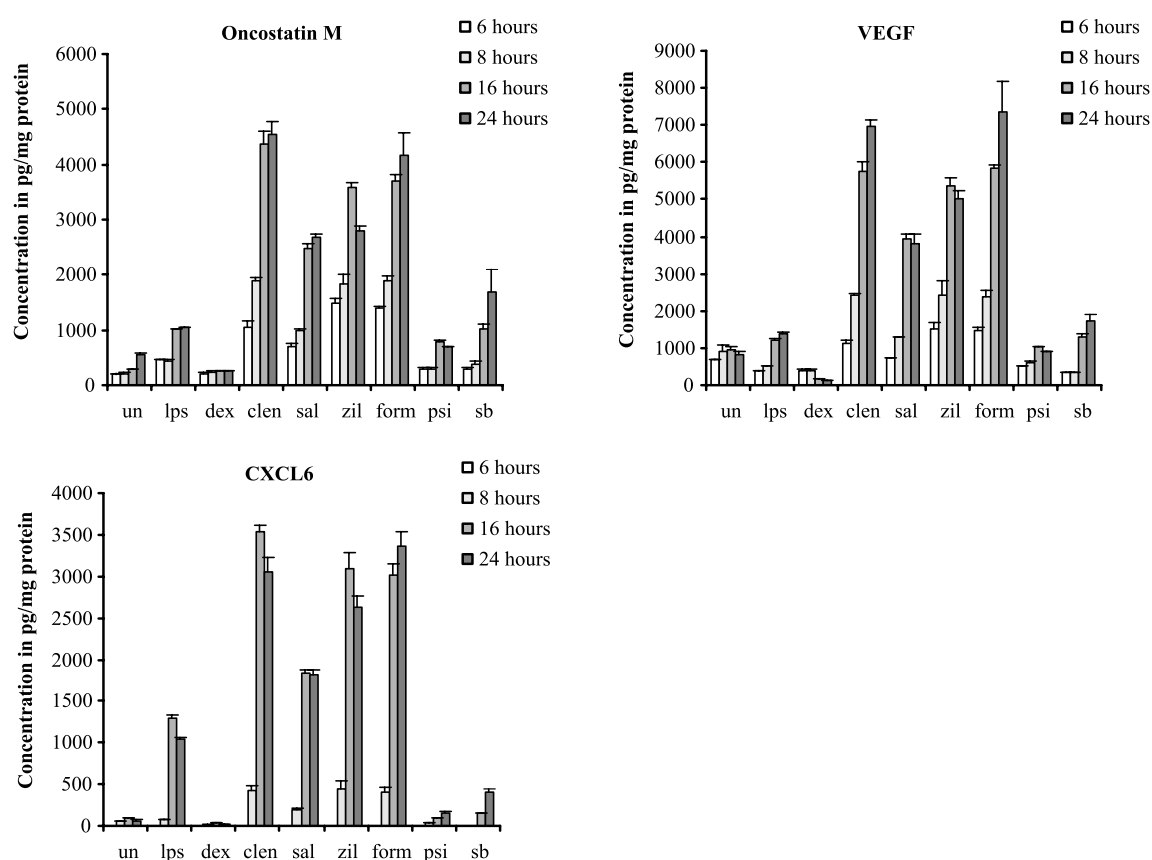 Oncostatin M
6 hours
8 hours
16 hours
24 hours
Concentration in pg/mg protein
6000
5000
4000
3000
2000
1000
0
un lps dex clen sal zil form psi sb
VEGF
6 hours
8 hours
16 hours
24 hours
Concentration in pg/mg protein
9000
8000
7000
6000
5000
4000
3000
2000
1000
0
un lps dex clen sal zil form psi sb
CXCL6
6 hours
8 hours
16 hours
24 hours
Concentration in pg/mg protein
4000
3500
3000
2500
2000
1500
1000
500
0
un lps dex clen sal zil form psi sb